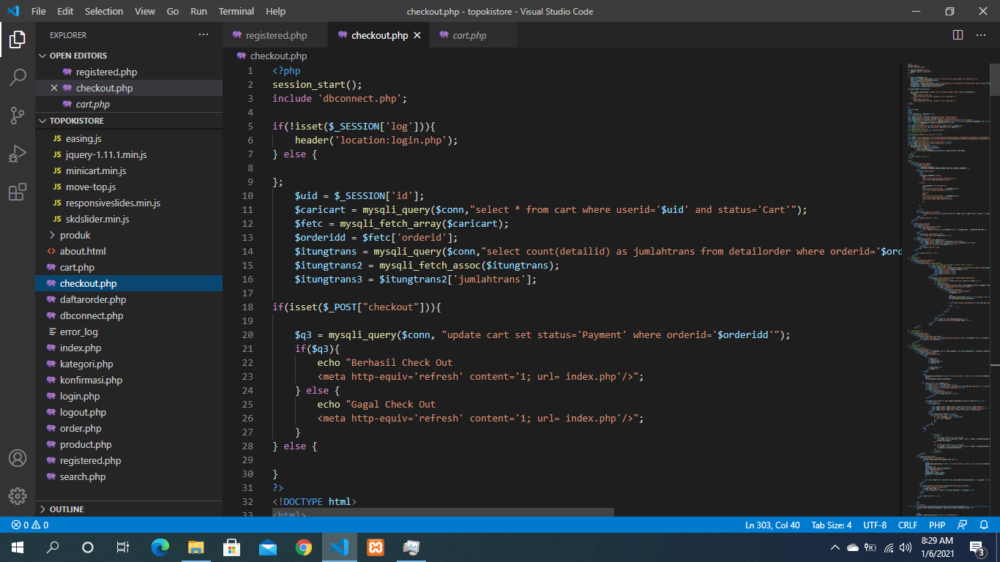 File Edit Selection View Go Run Terminal Help checkout.php - topokistore - Visual Studio Code
EXPLORER ···
OPEN EDITORS
registered.php
checkout.php
cart.php
TOPOKISTORE
JS easing.js
JS jquery-1.11.1.min.js
JS minicart.min.js
JS move-top.js
JS responsiveslides.min.js
JS skdslider.min.js
produk
about.html
cart.php
checkout.php
daftarorder.php
dbconnect.php
error_log
index.php
kategori.php
konfirmasi.php
login.php
logout.php
order.php
product.php
registered.php
search.php
OUTLINE
registered.php checkout.php cart.php
checkout.php
1 <?php
2 session_start();
3 include 'dbconnect.php';
4
5 if(!isset($_SESSION['log'])){
6 header('location:login.php');
7 } else {
8
9 };
10 $uid = $_SESSION['id'];
11 $caricart = mysqli_query($conn,"select * from cart where userid='$uid' and status='Cart'");
12 $fetc = mysqli_fetch_array($caricart);
13 $orderidd = $fetc['orderid'];
14 $itungtrans = mysqli_query($conn,"select count(detailid) as jumlahtrans from detailorder where orderid='$ord
15 $itungtrans2 = mysqli_fetch_assoc($itungtrans);
16 $itungtrans3 = $itungtrans2['jumlahtrans'];
17
18 if(isset($_POST["checkout"])){
19
20 $q3 = mysqli_query($conn, "update cart set status='Payment' where orderid='$orderidd'");
21 if($q3){
22 echo "Berhasil Check Out
23 <meta http-equiv='refresh' content='1; url= index.php'/>";
24 } else {
25 echo "Gagal Check Out
26 <meta http-equiv='refresh' content='1; url= index.php'/>";
27 }
28 } else {
29
30 }
31 ?>
32 <!DOCTYPE html>
33 <html>
0 0 Ln 303, Col 40 Tab Size: 4 UTF-8 CRLF PHP
8:29 AM
1/6/2021
3